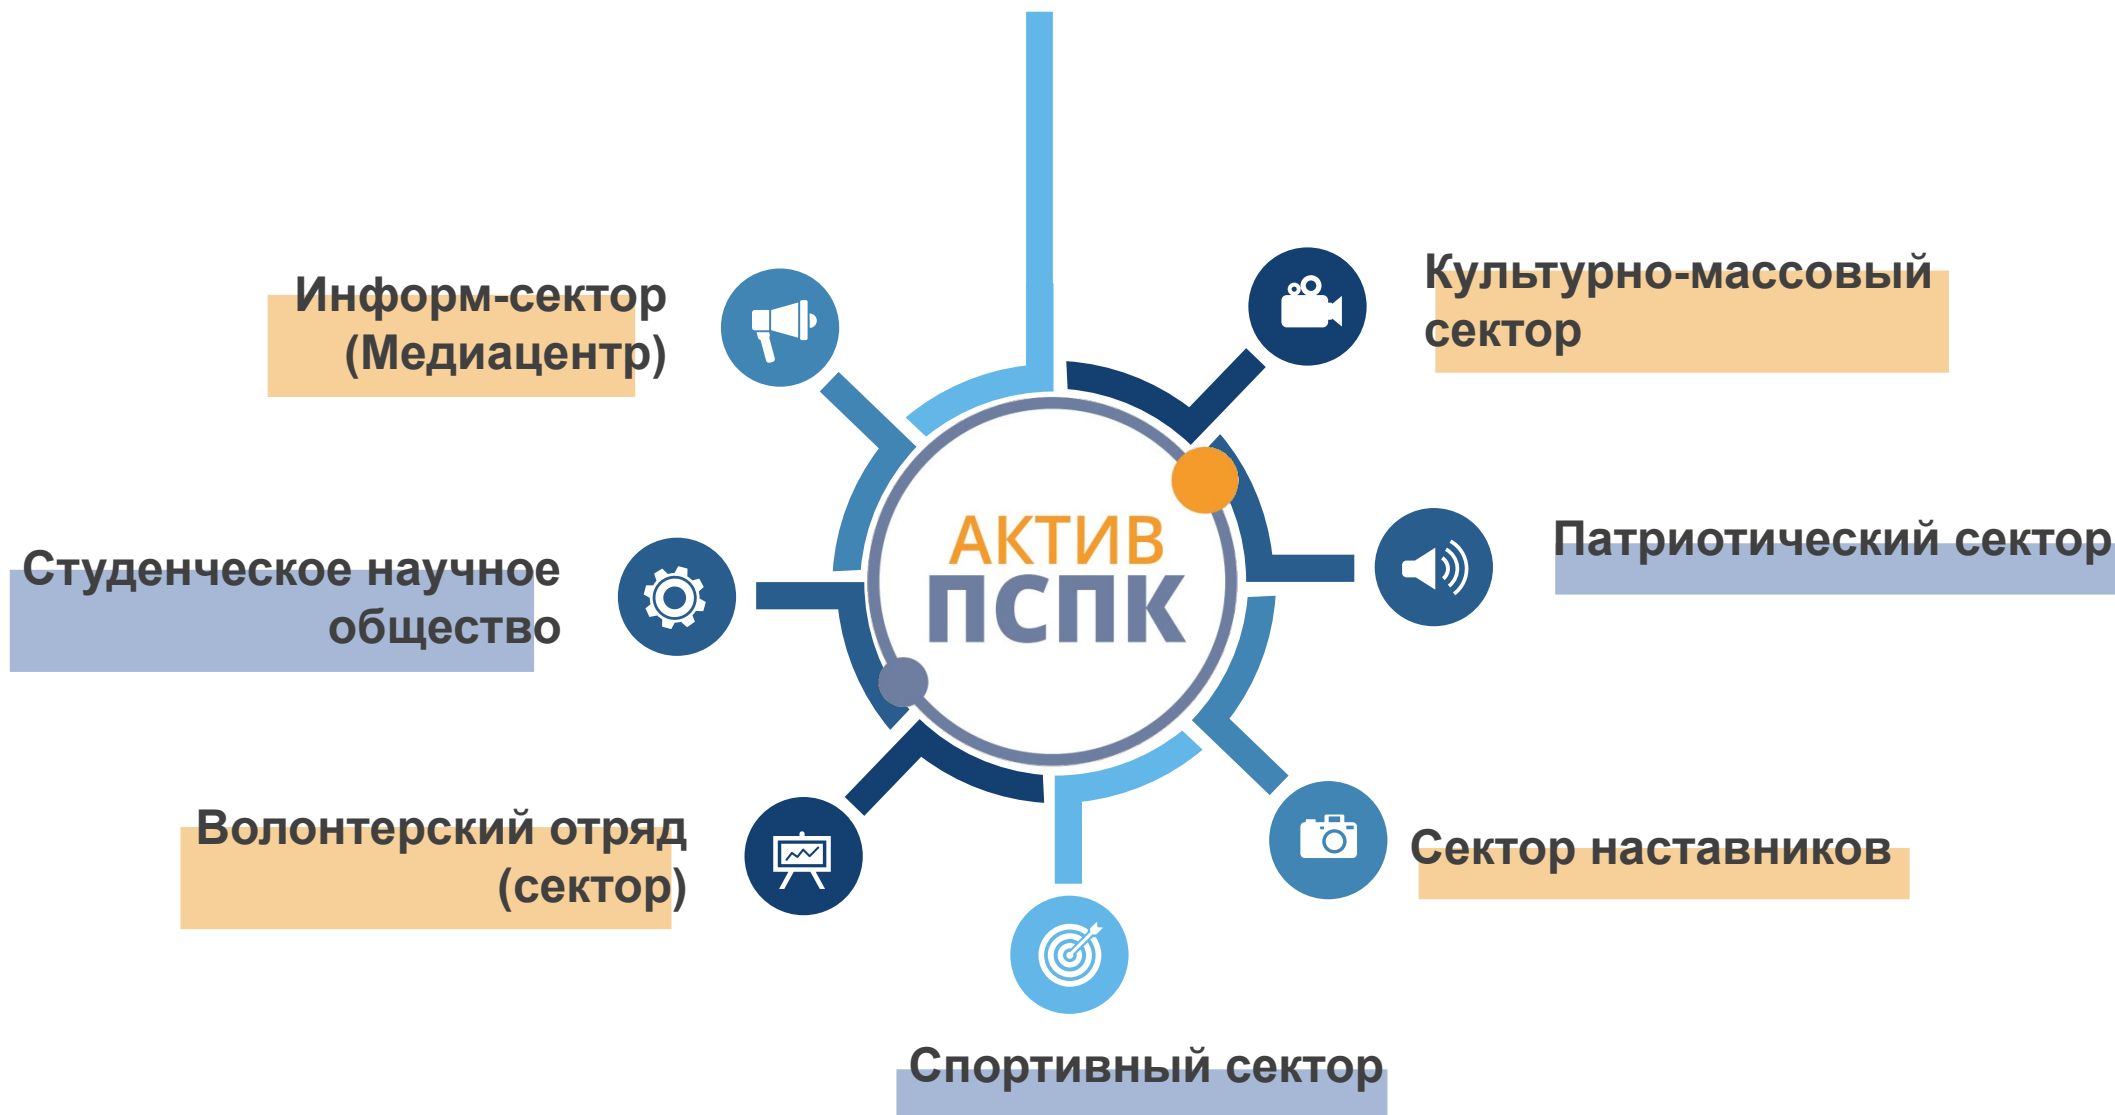 Информ-сектор
(Медиацентр)
Культурно-массовый
сектор
АКТИВ
ПСПК
Студенческое научное
общество
Патриотический сектор
Волонтерский отряд
(сектор)
Сектор наставников
Спортивный сектор